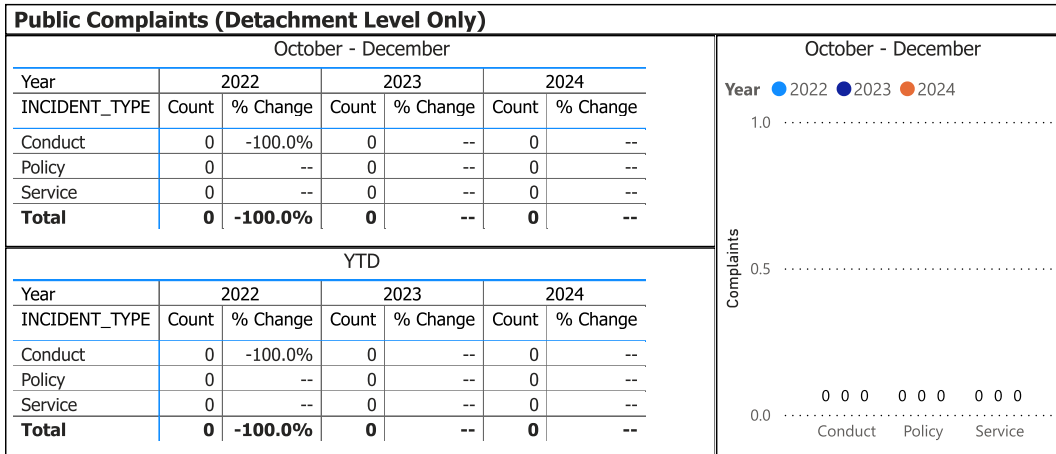 Public Complaints (Detachment Level Only)
October - December
Year 2022 2023 2024
INCIDENT_TYPE Count % Change Count % Change Count % Change
Conduct 0 -100.0% 0 -- 0 --
Policy 0 -- 0 -- 0 --
Service 0 -- 0 -- 0 --
Total 0 -100.0% 0 -- 0 --
YTD
Year 2022 2023 2024
INCIDENT_TYPE Count % Change Count % Change Count % Change
Conduct 0 -100.0% 0 -- 0 --
Policy 0 -- 0 -- 0 --
Service 0 -- 0 -- 0 --
Total 0 -100.0% 0 -- 0 --
October - December
Year 2022 2023 2024
1.0
Complaints
0.5
0 0 0 0 0 0 0 0 0
0.0
Conduct Policy Service